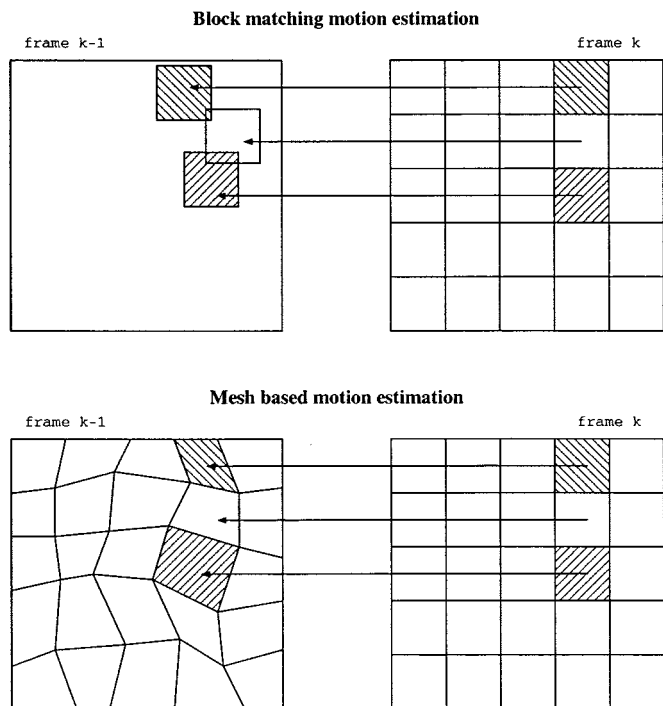 Block matching motion estimation
frame k-1
frame k
Mesh based motion estimation
frame k-1
frame k